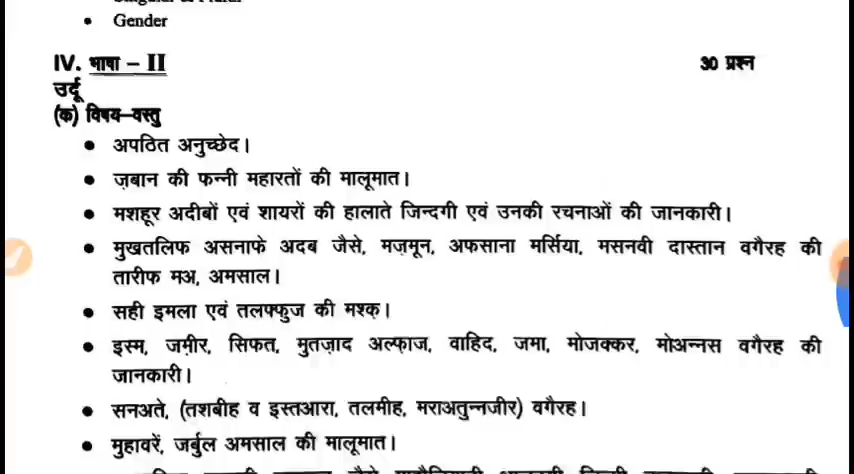 • Gender
IV. भाषा – II 30 प्रश्न
उर्दू
(क) विषय–वस्तु
• अपठित अनुच्छेद।
• ज़बान की फन्नी महारतों की मालूमात।
• मशहूर अदीबों एवं शायरों की हालाते जिन्दगी एवं उनकी रचनाओं की जानकारी।
• मुखतलिफ असनाफे अदब जैसे, मज़मून, अफसाना मर्सिया, मसनवी दास्तान वगैरह की
तारीफ मअ, अमसाल।
• सही इमला एवं तलफ्फुज की मश्क़।
• इस्म, जमी़र, सिफत, मुतज़ाद अल्फ़ाज, वाहिद, जमा, मोजक्कर, मोअन्नस वगैरह की
जानकारी।
• सनअते, (तशबीह व इस्तआरा, तलमीह, मराअतुन्नजीर) वगैरह।
• मुहावरें, जर्बुल अमसाल की मालूमात।